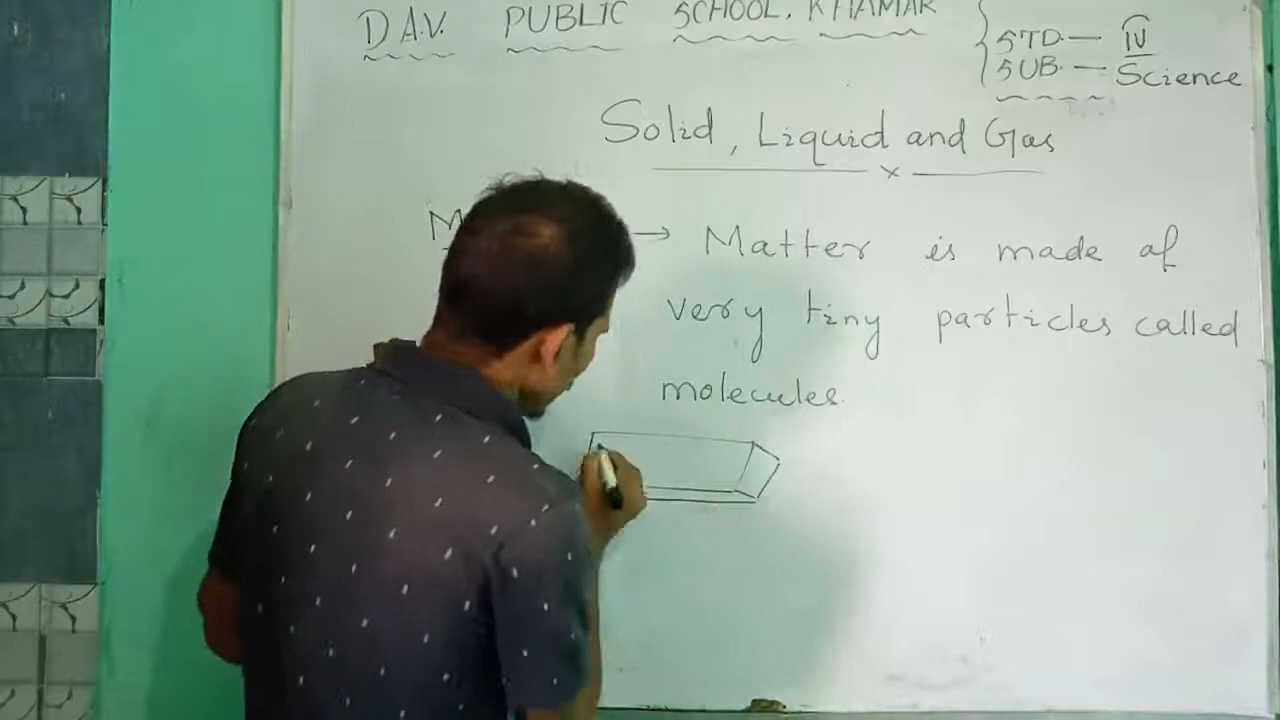 D.A.V. PUBLIC SCHOOL, KHAMAR
STD — IV
SUB — Science
Solid, Liquid and Gas
→ Matter is made of
very tiny particles called
molecules.